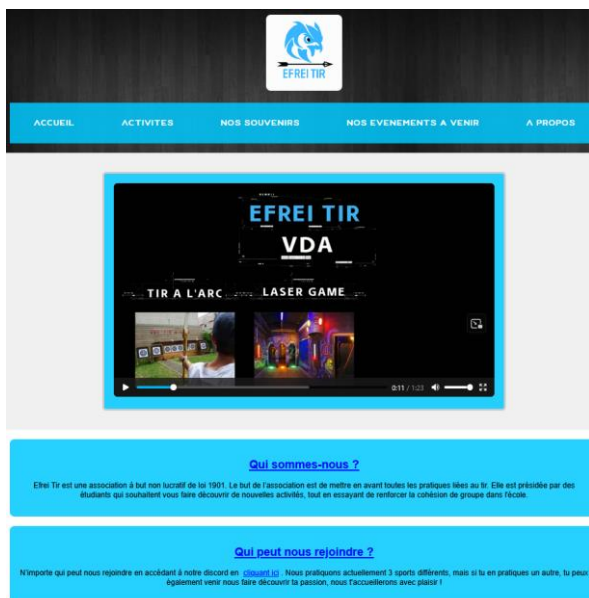 EFREI TIR
ACCUEIL ACTIVITES NOS SOUVENIRS NOS EVENEMENTS A VENIR A PROPOS
EFREI TIR
VDA
TIR A L'ARC LASER GAME
0:11 / 1:23
Qui sommes-nous ?
Efrei Tir est une association à but non lucratif de loi 1901. Le but de l'association est de mettre en avant toutes les pratiques liées au tir. Elle est présidée par des
étudiants qui souhaitent vous faire découvrir de nouvelles activités, tout en essayant de renforcer la cohésion de groupe dans l'école.
Qui peut nous rejoindre ?
N'importe qui peut nous rejoindre en accédant à notre discord en cliquant ici . Nous pratiquons actuellement 3 sports différents, mais si tu en pratiques un autre, tu peux
également venir nous faire découvrir ta passion, nous t'accueillerons avec plaisir !